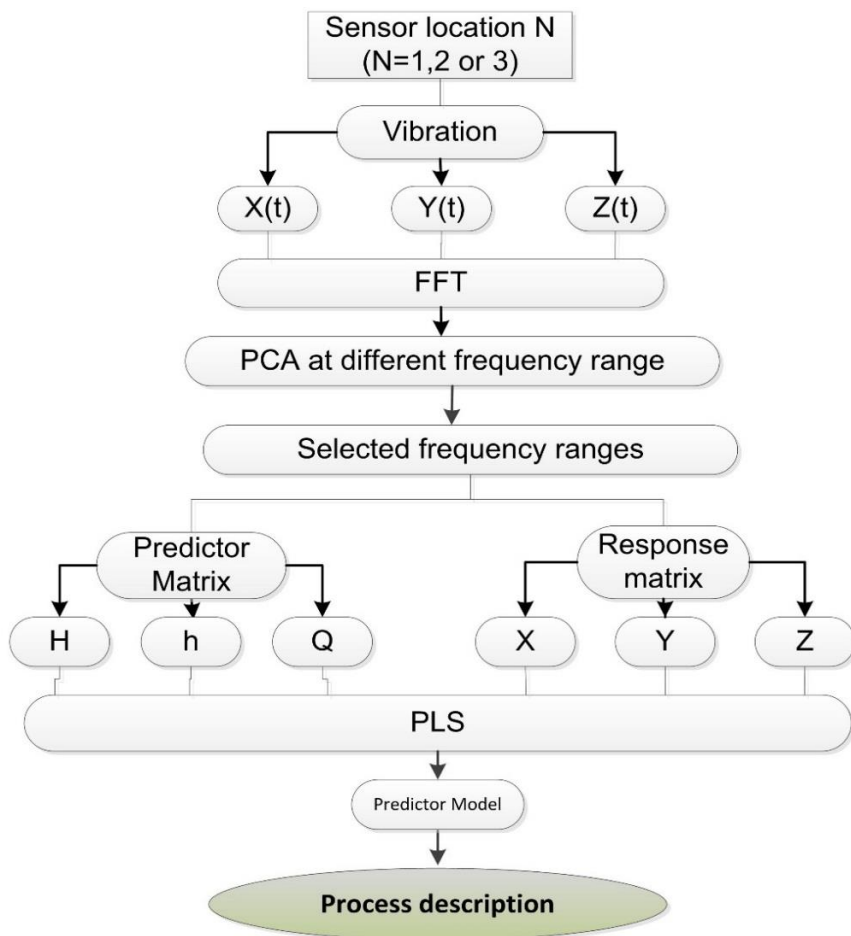 Sensor location N
(N=1,2 or 3)
Vibration
X(t)
Y(t)
Z(t)
FFT
PCA at different frequency range
Selected frequency ranges
Predictor
Matrix
Response
matrix
H
h
Q
X
Y
Z
PLS
Predictor Model
Process description